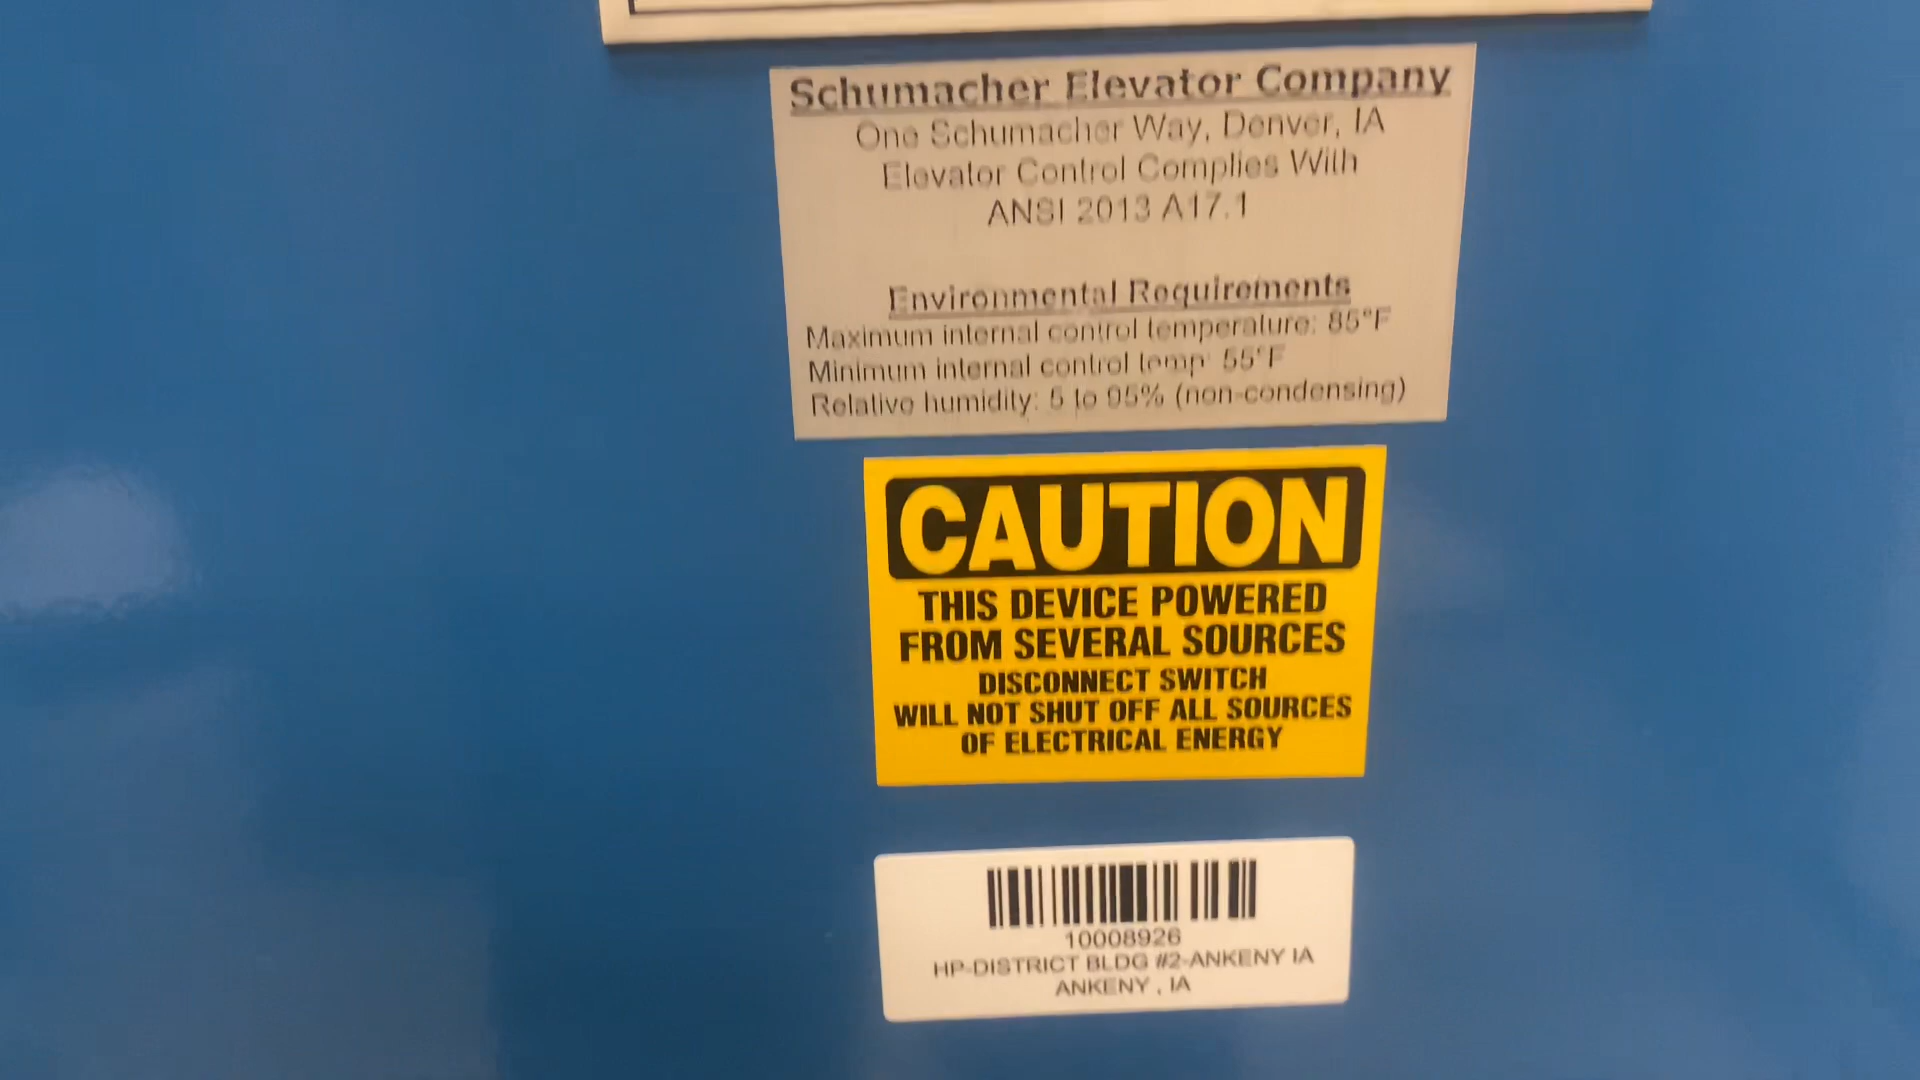 Schumacher Elevator Company
One Schumacher Way, Denver, IA
Elevator Control Complies With
ANSI 2013 A17.1
Environmental Requirements
Maximum internal control temperature: 85°F
Minimum internal control temp: 55°F
Relative humidity: 5 to 95% (non-condensing)
CAUTION
THIS DEVICE POWERED
FROM SEVERAL SOURCES
DISCONNECT SWITCH
WILL NOT SHUT OFF ALL SOURCES
OF ELECTRICAL ENERGY
10008926
HP-DISTRICT BLDG #2-ANKENY IA
ANKENY , IA